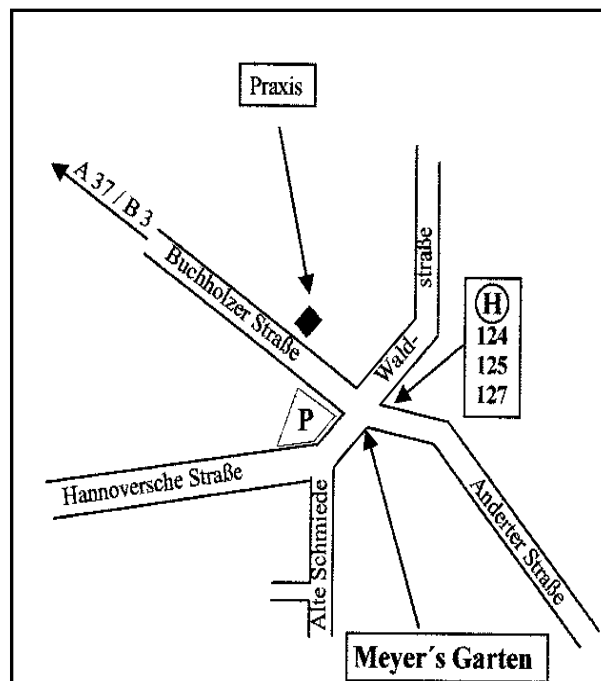 Praxis
A 37 / B 3
Buchholzer Straße
Wald-
straße
H
124
125
127
P
Hannoversche Straße
Alte Schmiede
Anderter Straße
Meyer´s Garten